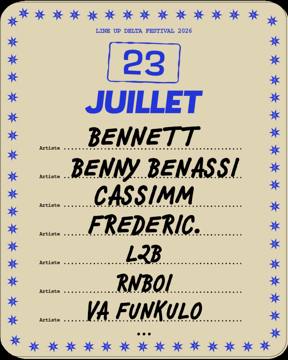 LINE UP DELTA FESTIVAL 2026
23
JUILLET
Artiste BENNETT
Artiste BENNY BENASSI
Artiste CASSIMM
Artiste FREDERIC.
Artiste L2B
Artiste RNBOI
Artiste VA FUNKULO
...